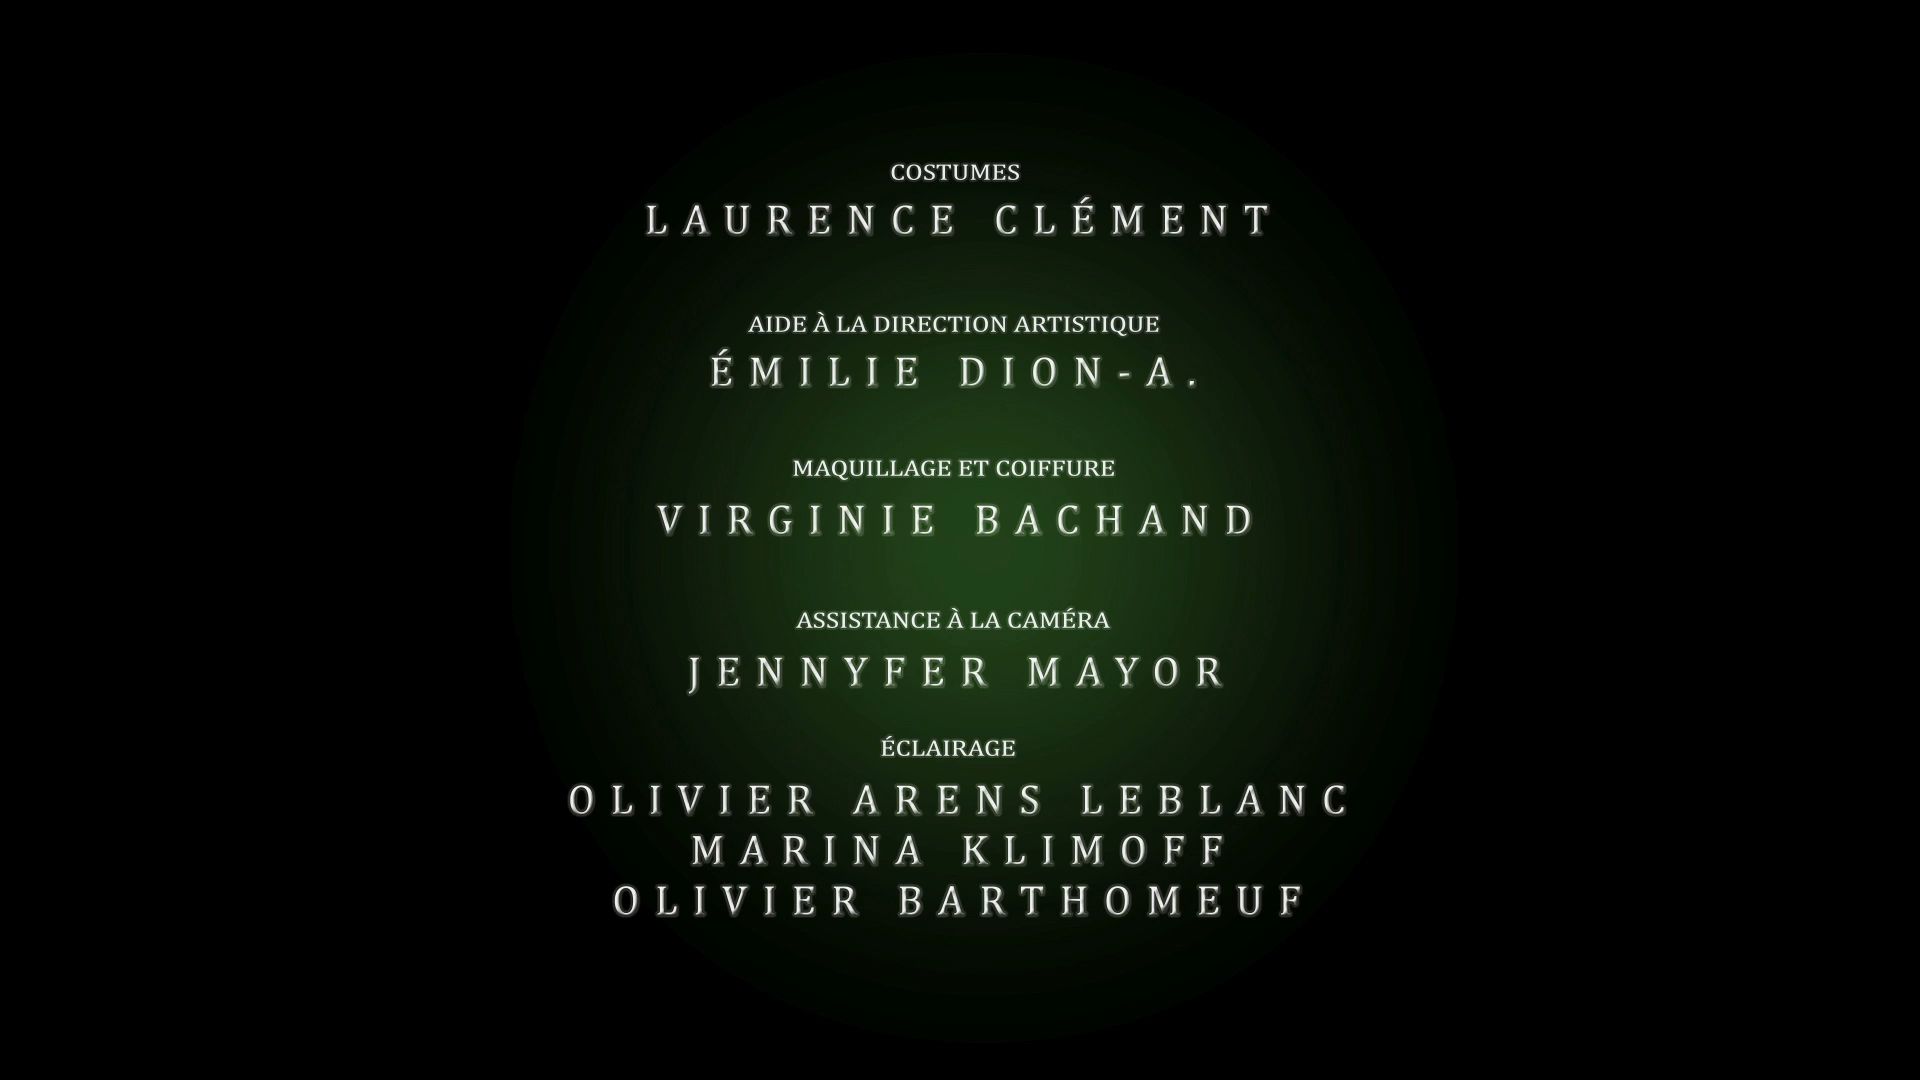 COSTUMES
LAURENCE CLÉMENT
AIDE À LA DIRECTION ARTISTIQUE
ÉMILIE DION-A.
MAQUILLAGE ET COIFFURE
VIRGINIE BACHAND
ASSISTANCE À LA CAMÉRA
JENNYFER MAYOR
ÉCLAIRAGE
OLIVIER ARENS LEBLANC
MARINA KLIMOFF
OLIVIER BARTHOMEUF